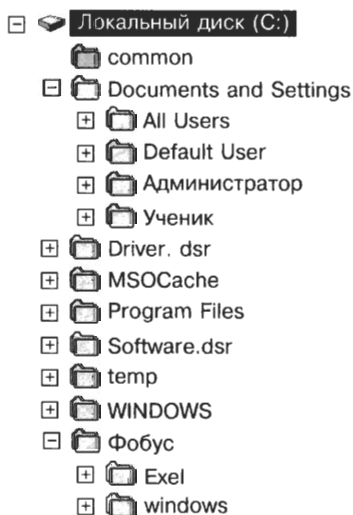 Локальный диск (C:)
common
Documents and Settings
All Users
Default User
Администратор
Ученик
Driver. dsr
MSOCache
Program Files
Software.dsr
temp
WINDOWS
Фобус
Exel
windows